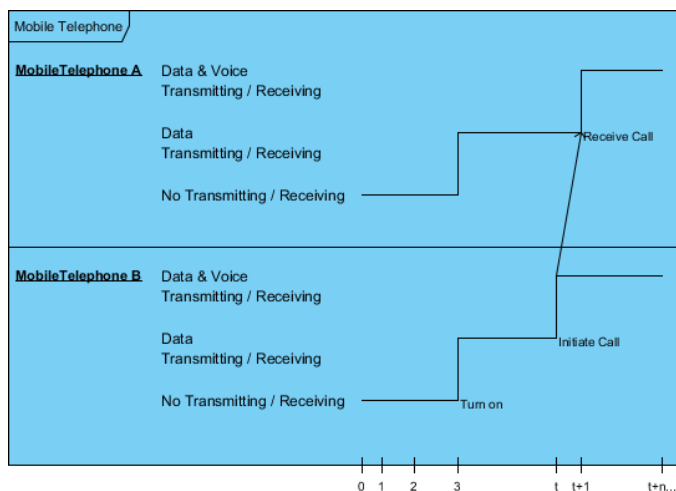 Mobile Telephone
MobileTelephone A
Data & Voice
Transmitting / Receiving
Data
Transmitting / Receiving
Receive Call
No Transmitting / Receiving
MobileTelephone B
Data & Voice
Transmitting / Receiving
Data
Transmitting / Receiving
Initiate Call
No Transmitting / Receiving
Turn on
0 1 2 3 t t+1 t+n...